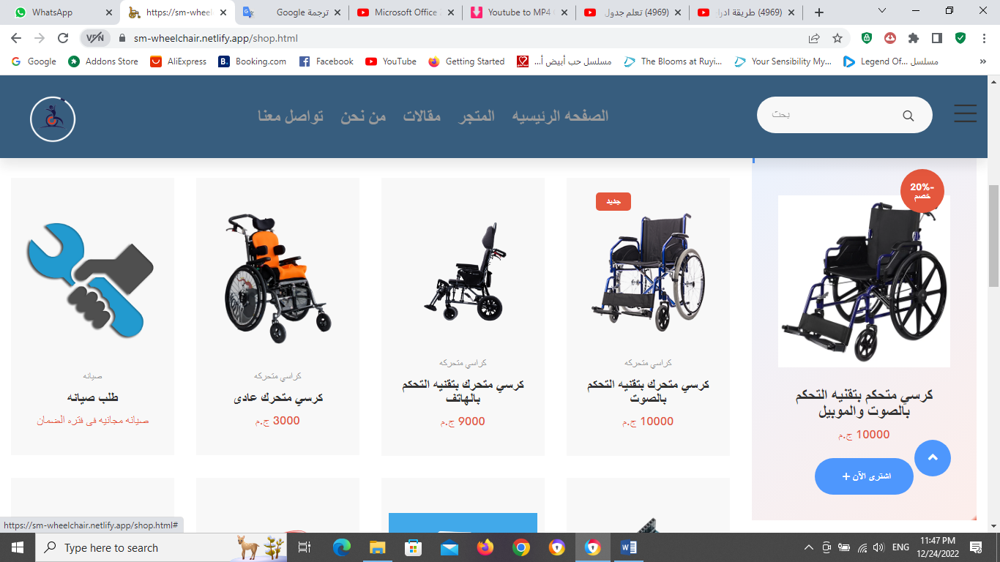 WhatsApp
https://sm-wheel
ترجمة Google
Microsoft Office
Youtube to MP4
(4969) تعلم جدول
(4969) طريقة ادرا
VPN
sm-wheelchair.netlify.app/shop.html
Google
Addons Store
AliExpress
Booking.com
Facebook
YouTube
Getting Started
مسلسل حب أبيض أ...
The Blooms at Ruyi...
Your Sensibility My...
مسلسل Legend Of...
الصفحه الرئيسيه
المتجر
مقالات
من نحن
تواصل معنا
بحث
-20%
خصم
كرسي متحكم بتقنيه التحكم
بالصوت والموبيل
10000 ج.م
اشترى الآن +
جديد
كراسي متحركه
كرسي متحرك بتقنيه التحكم
بالصوت
10000 ج.م
كراسي متحركه
كرسي متحرك بتقنيه التحكم
بالهاتف
9000 ج.م
كراسي متحركه
كرسي متحرك عادى
3000 ج.م
صيانه
طلب صيانه
صيانه مجانيه فى فتره الضمان
https://sm-wheelchair.netlify.app/shop.html#
Type here to search
ENG
11:47 PM
12/24/2022